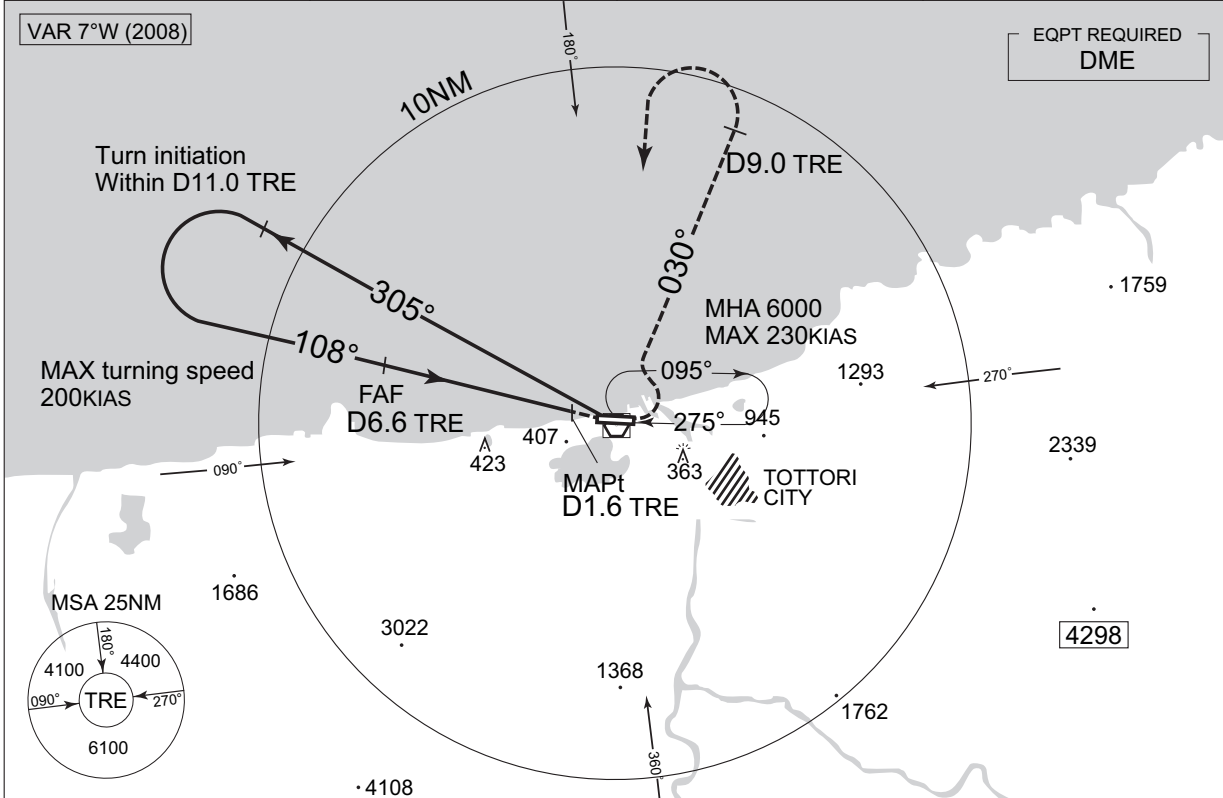 VAR 7°W (2008)
180°
EQPT REQUIRED
DME
10NM
Turn initiation
Within D11.0 TRE
D9.0 TRE
030°
305°
1759
MHA 6000
MAX 230KIAS
108°
MAX turning speed
200KIAS
095°
1293
270°
FAF
D6.6 TRE
275°
945
407
423
363
2339
090°
MAPt
D1.6 TRE
TOTTORI
CITY
1686
MSA 25NM
180°
4100
4400
090°
TRE
270°
6100
3022
4298
1368
1762
360°
4108